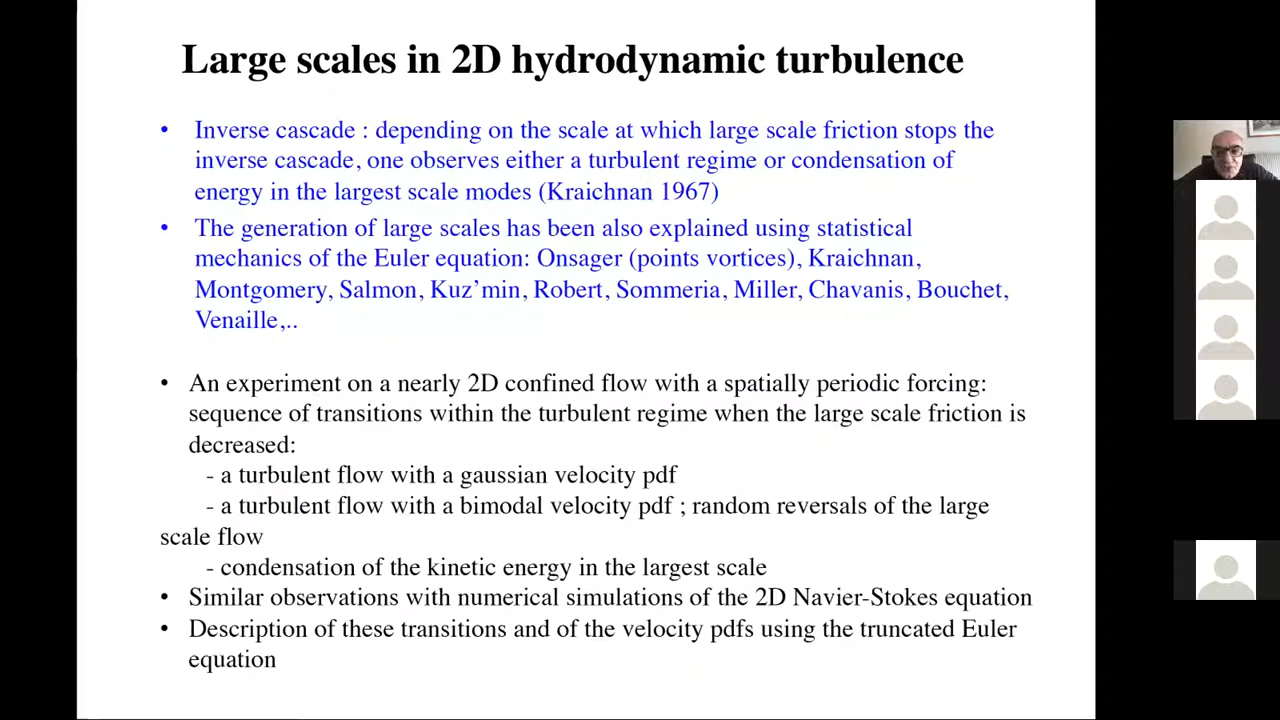 Large scales in 2D hydrodynamic turbulence
• Inverse cascade : depending on the scale at which large scale friction stops the
inverse cascade, one observes either a turbulent regime or condensation of
energy in the largest scale modes (Kraichnan 1967)
• The generation of large scales has been also explained using statistical
mechanics of the Euler equation: Onsager (points vortices), Kraichnan,
Montgomery, Salmon, Kuz’min, Robert, Sommeria, Miller, Chavanis, Bouchet,
Venaille,..
• An experiment on a nearly 2D confined flow with a spatially periodic forcing:
sequence of transitions within the turbulent regime when the large scale friction is
decreased:
- a turbulent flow with a gaussian velocity pdf
- a turbulent flow with a bimodal velocity pdf ; random reversals of the large
scale flow
- condensation of the kinetic energy in the largest scale
• Similar observations with numerical simulations of the 2D Navier-Stokes equation
• Description of these transitions and of the velocity pdfs using the truncated Euler
equation